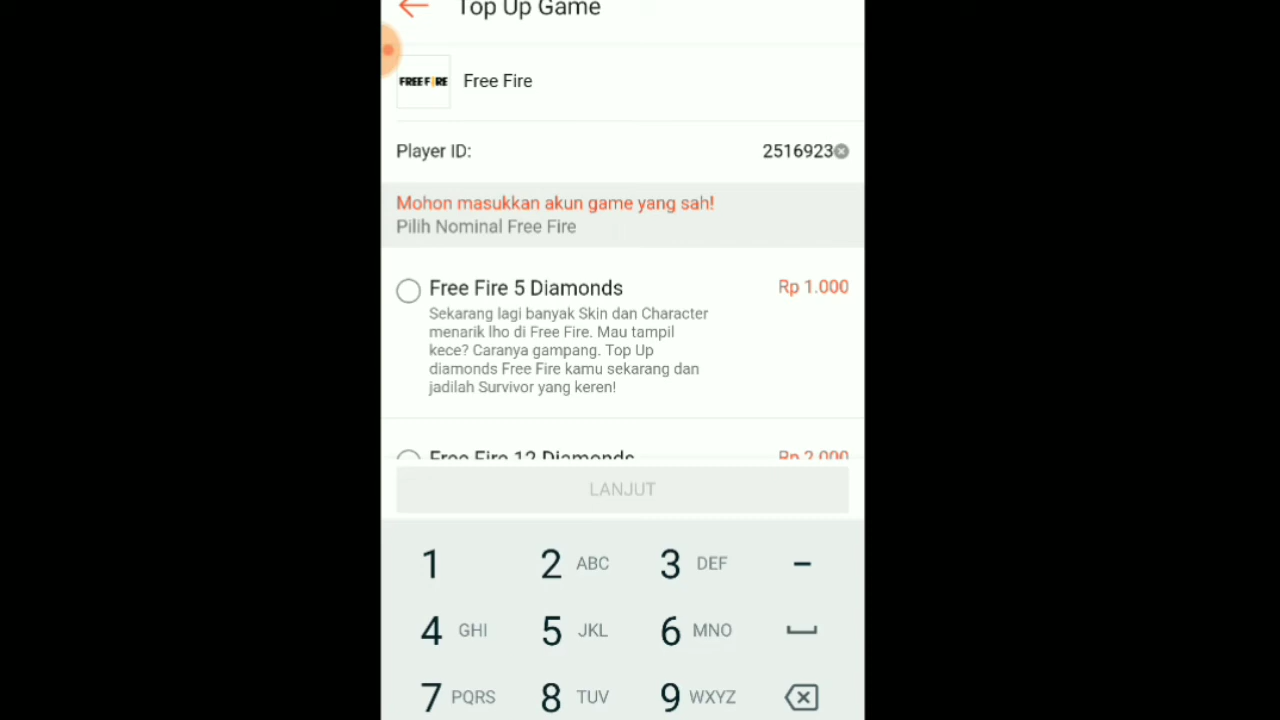 Top Up Game
FREE FIRE
Free Fire
Player ID:
2516923
Mohon masukkan akun game yang sah!
Pilih Nominal Free Fire
Free Fire 5 Diamonds
Rp 1.000
Sekarang lagi banyak Skin dan Character
menarik lho di Free Fire. Mau tampil
kece? Caranya gampang. Top Up
diamonds Free Fire kamu sekarang dan
jadilah Survivor yang keren!
Free Fire 12 Diamonds
Rp 2.000
LANJUT
1
2 ABC
3 DEF
-
4 GHI
5 JKL
6 MNO
7 PQRS
8 TUV
9 WXYZ